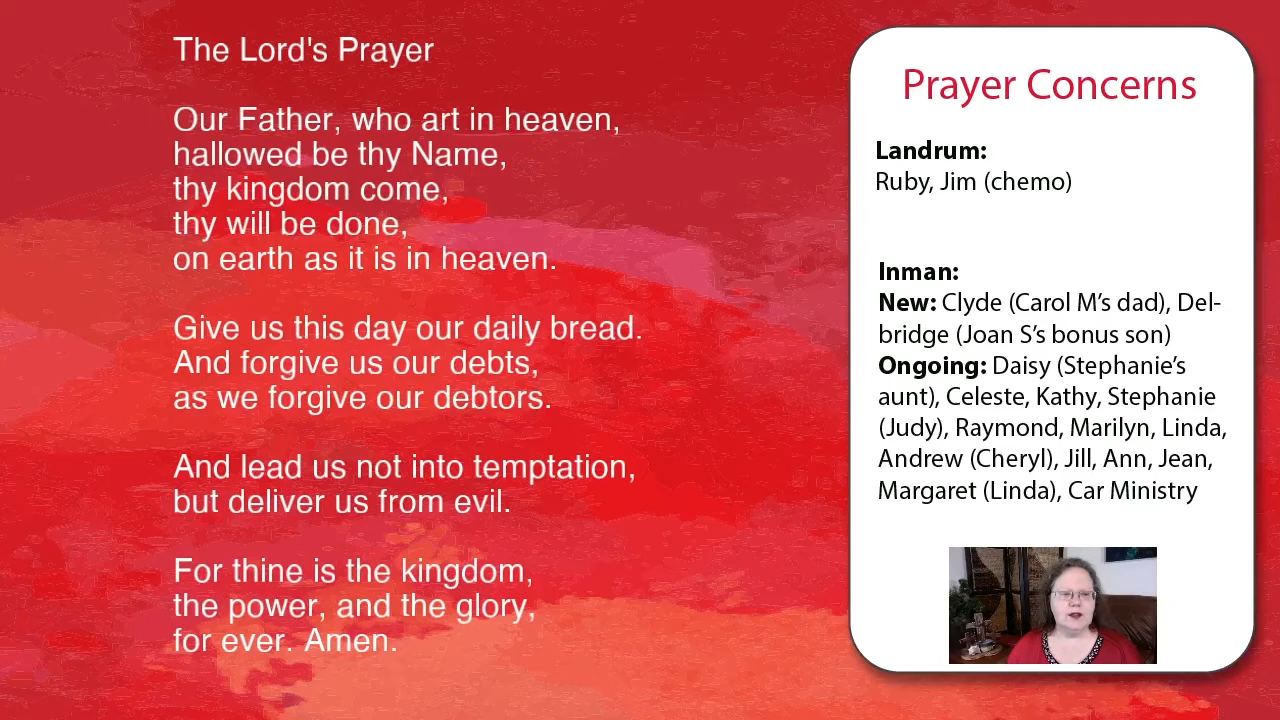 The Lord's Prayer
Our Father, who art in heaven,
hallowed be thy Name,
thy kingdom come,
thy will be done,
on earth as it is in heaven.
Give us this day our daily bread.
And forgive us our debts,
as we forgive our debtors.
And lead us not into temptation,
but deliver us from evil.
For thine is the kingdom,
the power, and the glory,
for ever. Amen.
Prayer Concerns
Landrum:
Ruby, Jim (chemo)
Inman:
New: Clyde (Carol M’s dad), Del-
bridge (Joan S’s bonus son)
Ongoing: Daisy (Stephanie’s
aunt), Celeste, Kathy, Stephanie
(Judy), Raymond, Marilyn, Linda,
Andrew (Cheryl), Jill, Ann, Jean,
Margaret (Linda), Car Ministry